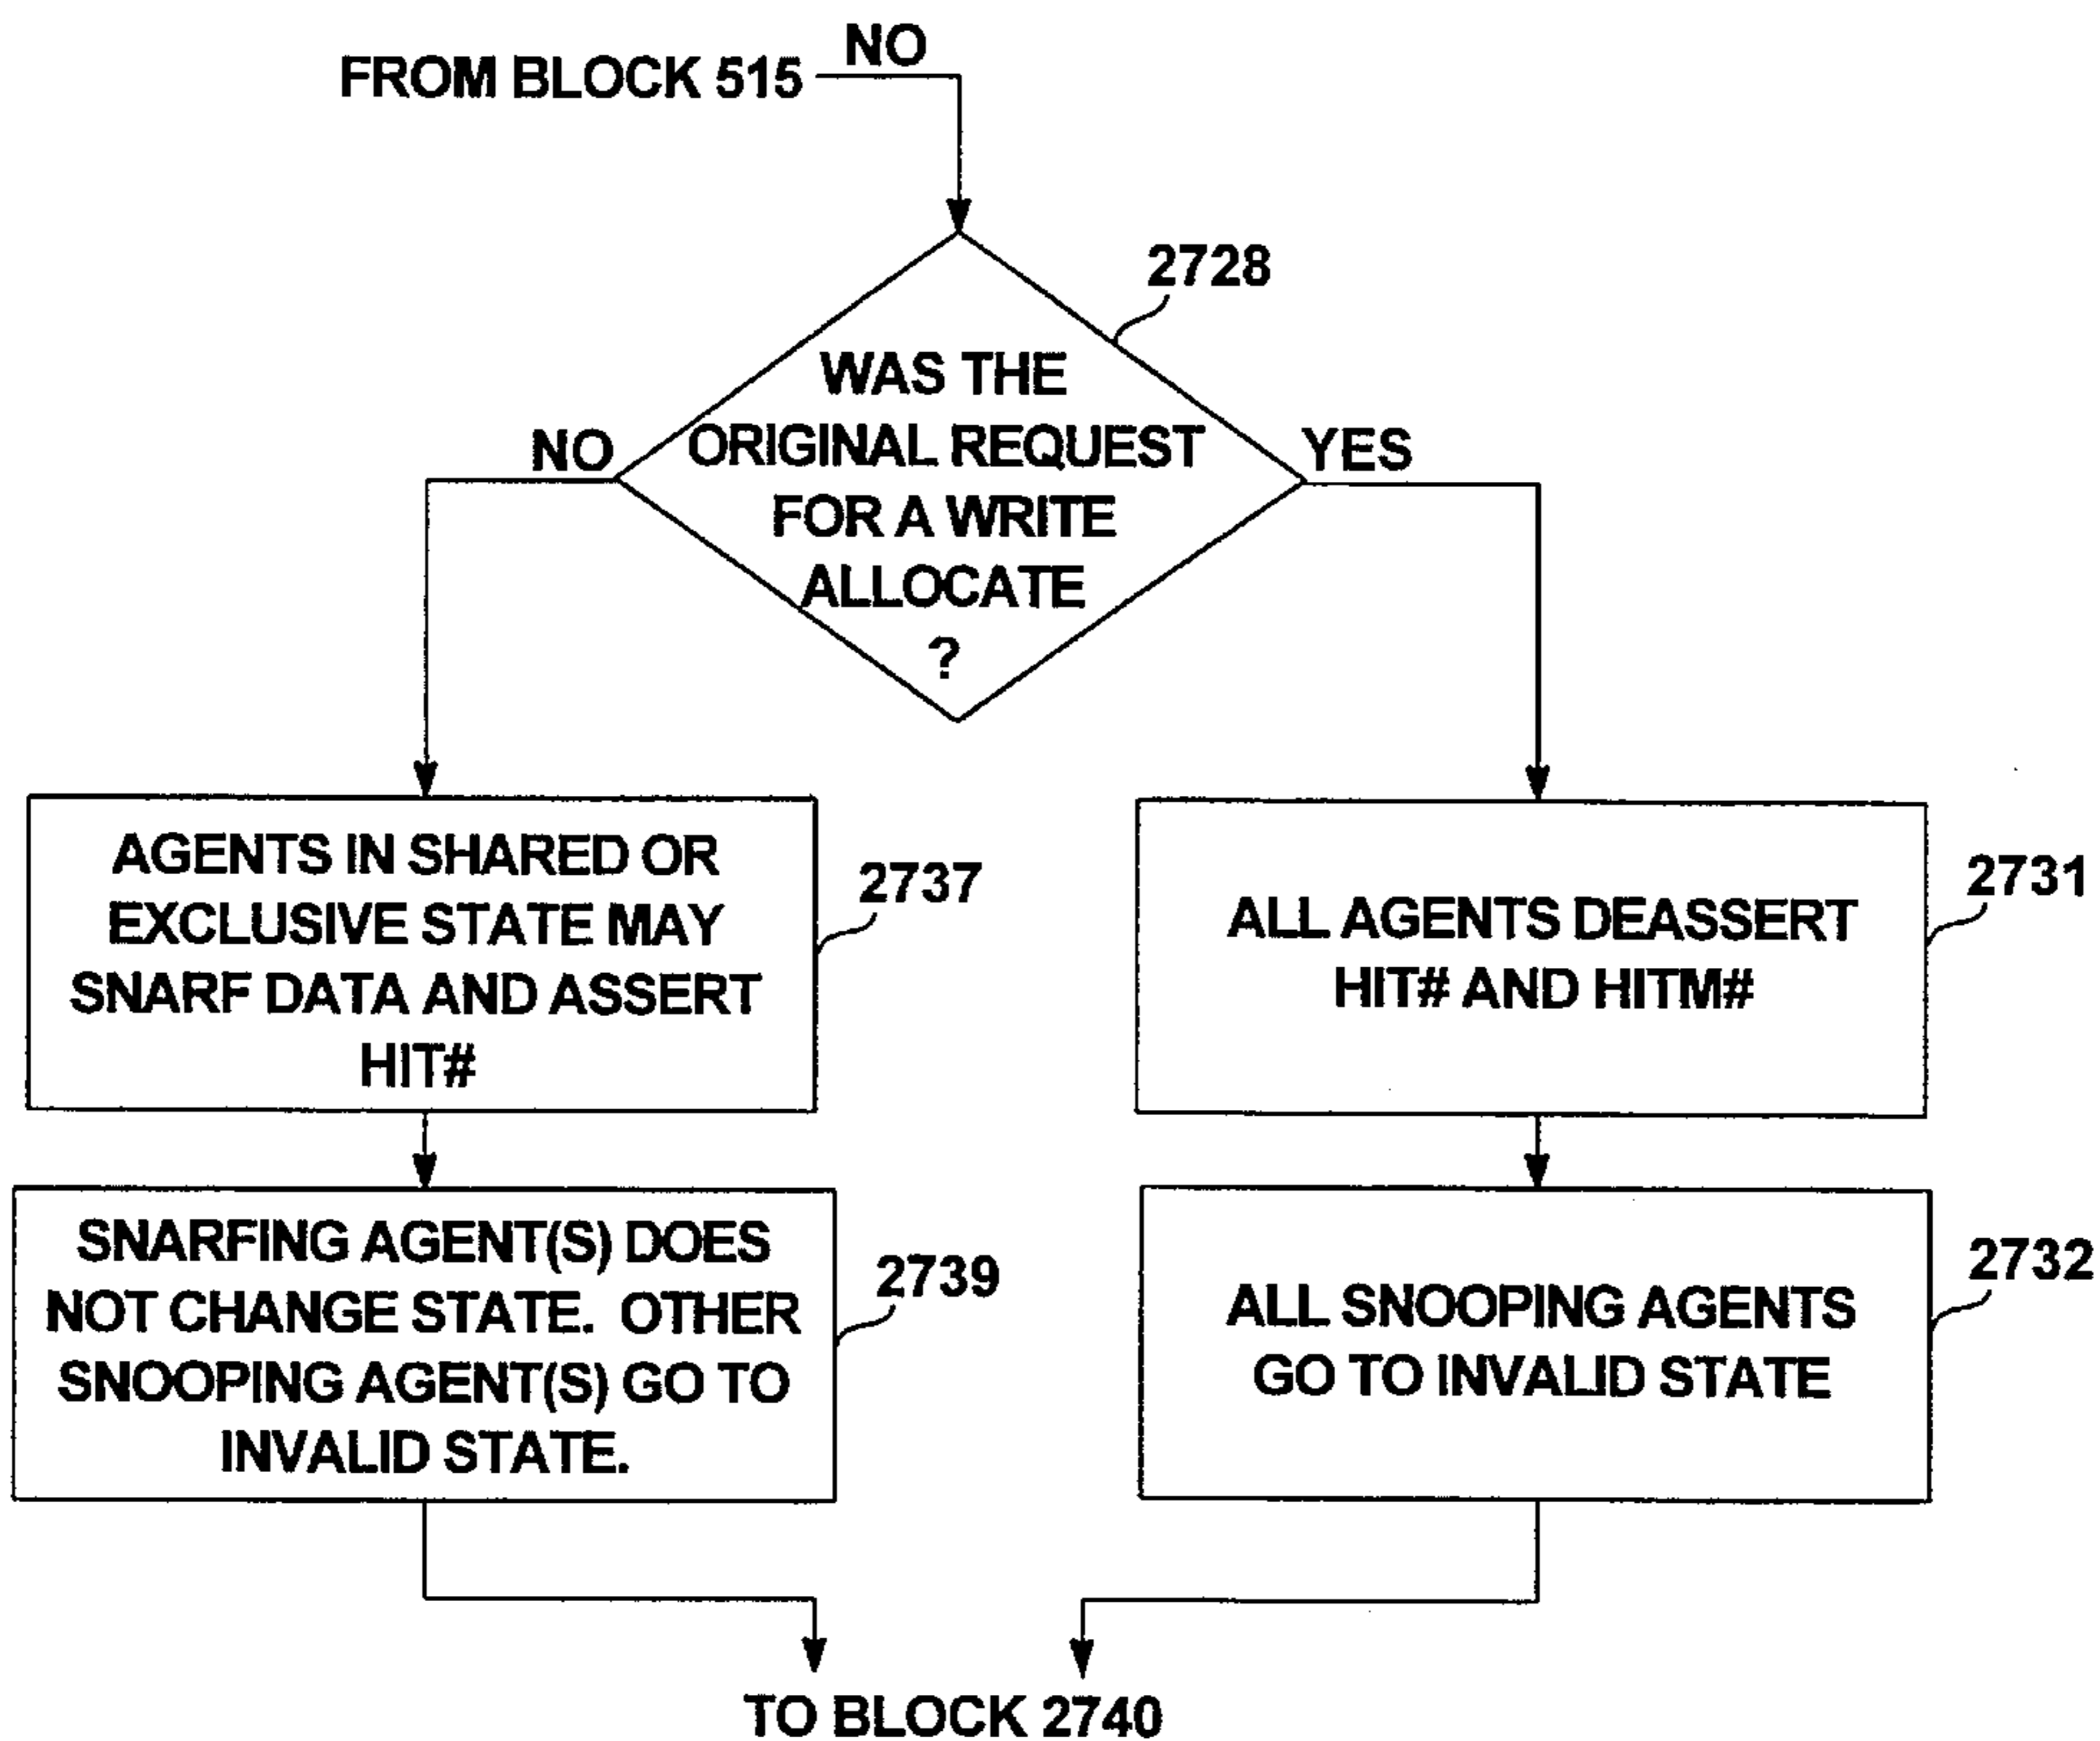 NO
FROM BLOCK 515
2728
WAS THE
ORIGINAL REQUEST
FOR A WRITE
ALLOCATE
?
NO
YES
AGENTS IN SHARED OR
EXCLUSIVE STATE MAY
SNARF DATA AND ASSERT
HIT#
2737
ALL AGENTS DEASSERT
HIT# AND HITM#
2731
SNARFING AGENT(S) DOES
NOT CHANGE STATE. OTHER
SNOOPING AGENT(S) GO TO
INVALID STATE.
2739
ALL SNOOPING AGENTS
GO TO INVALID STATE
2732
TO BLOCK 2740